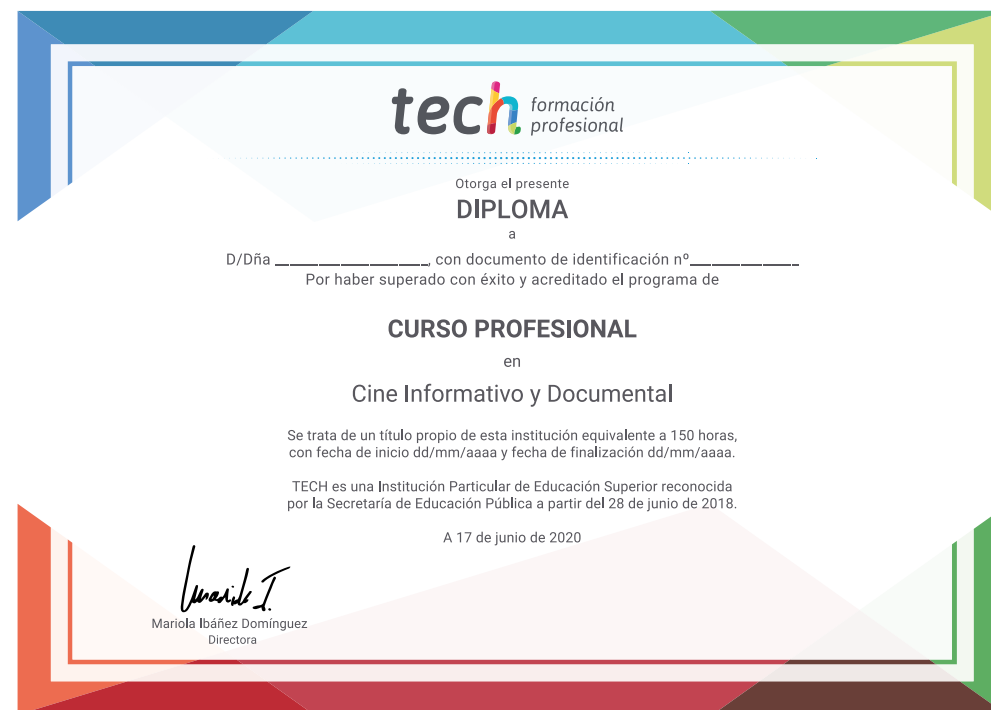 tech formación
profesional
Otorga el presente
DIPLOMA
a
D/Dña ____________________, con documento de identificación nº______________
Por haber superado con éxito y acreditado el programa de
CURSO PROFESIONAL
en
Cine Informativo y Documental
Se trata de un título propio de esta institución equivalente a 150 horas,
con fecha de inicio dd/mm/aaaa y fecha de finalización dd/mm/aaaa.
TECH es una Institución Particular de Educación Superior reconocida
por la Secretaría de Educación Pública a partir del 28 de junio de 2018.
A 17 de junio de 2020
Mariola Ibáñez Domínguez
Directora